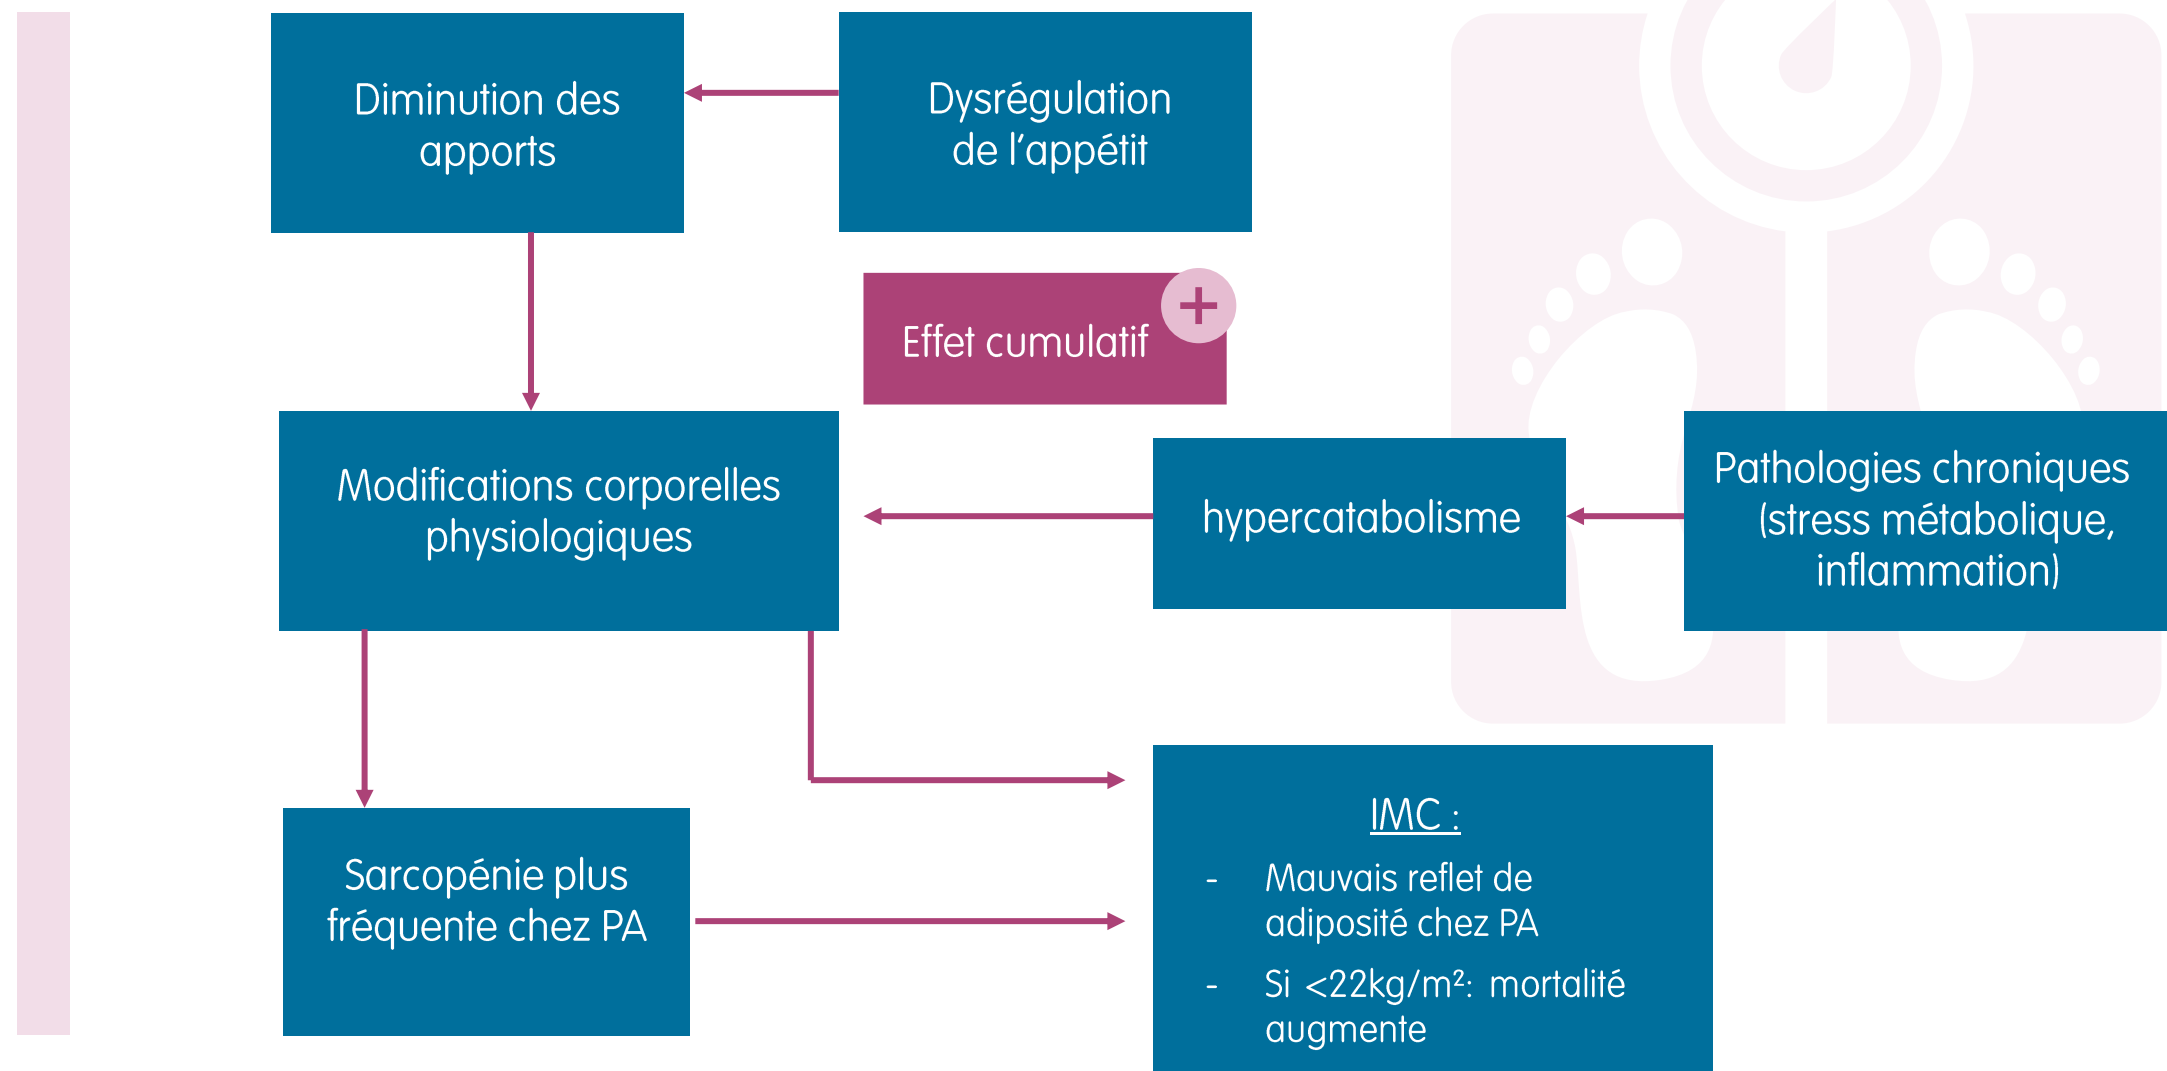 Diminution des
apports
Dysrégulation
de l’appétit
Effet cumulatif
+
Modifications corporelles
physiologiques
hypercatabolisme
Pathologies chroniques
(stress métabolique,
inflammation)
Sarcopénie plus
fréquente chez PA
IMC :
- Mauvais reflet de
adiposité chez PA
- Si <22kg/m²: mortalité
augmente